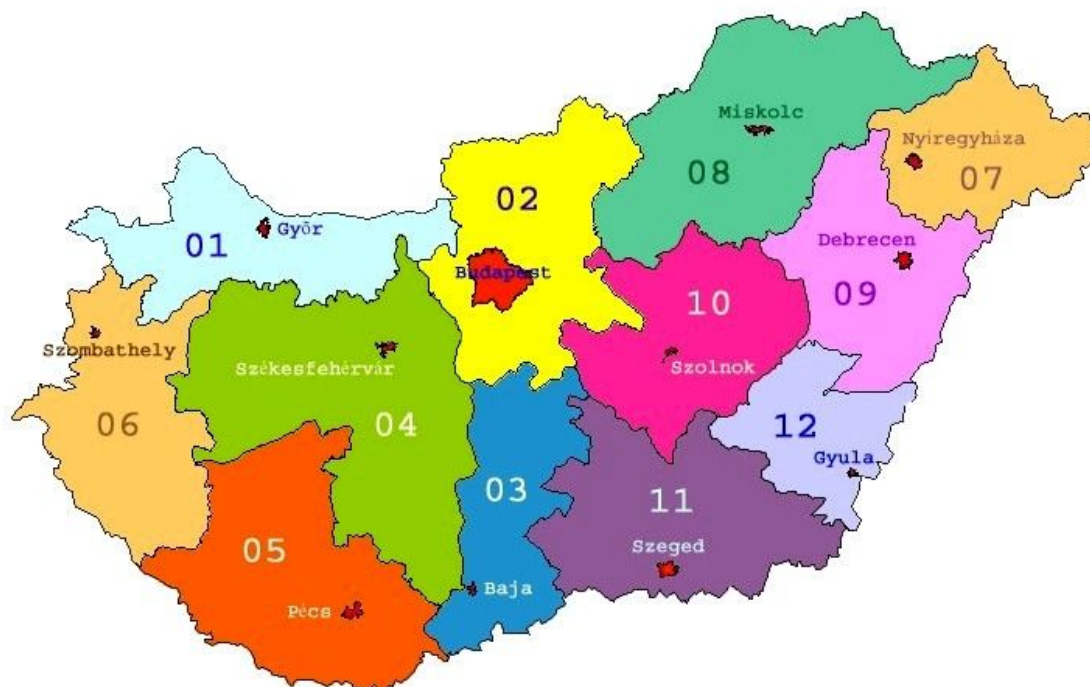 Miskolc
Nyíregyháza
08
07
02
01
Győr
Debrecen
Budapest
09
10
Szombathely
Székesfehérvár
Szolnok
06
04
12
Gyula
03
11
05
Szeged
Baja
Pécs